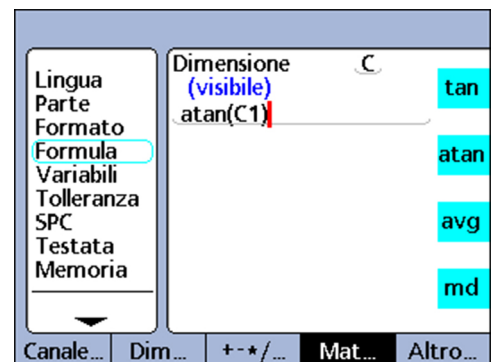 Lingua
Parte
Formato
Formula
Variabili
Tolleranza
SPC
Testata
Memoria
Dimensione C
(visibile)
atan(C1)
tan
atan
avg
md
Canale... Dim... +-*/... Mat... Altro...